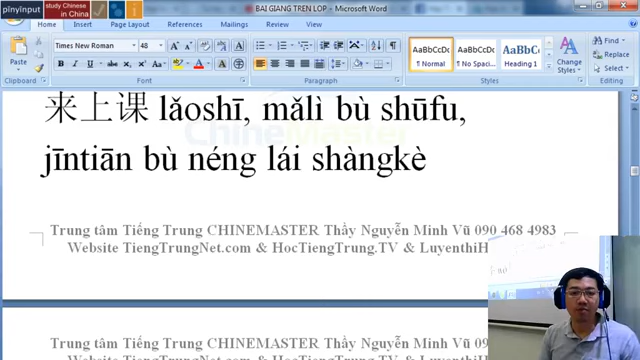 pinyinput
study Chinese
in China
BAI GIANG TREN LOP - Microsoft Word
Home Insert Page Layout References Mailings Review View
Paste
Times New Roman 48
AaBbCcDc AaBbCcDc AaBbCc
¶ Normal ¶ No Spaci... Heading 1
Change
Styles
Find
Replace
Select
Clipboard Font Paragraph Styles Editing
ChineMaster
来上课 lǎoshī, mǎlì bù shūfu,
jīntiān bù néng lái shàngkè
Trung tâm Tiếng Trung CHINEMASTER Thầy Nguyễn Minh Vũ 090 468 4983
Website TiengTrungNet.com & HocTiengTrung.TV & LuyenthiH
Trung tâm Tiếng Trung CHINEMASTER Thầy Nguyễn Minh Vũ 09